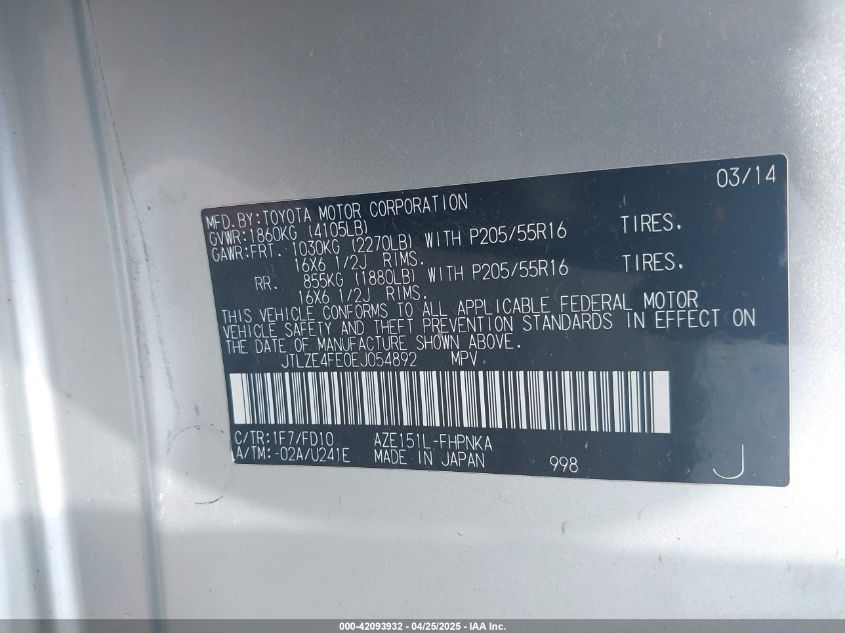 03/14
MFD.BY:TOYOTA MOTOR CORPORATION
GVWR:1860KG (4105LB)
GAWR:FRT. 1030KG (2270LB) WITH P205/55R16 TIRES.
16X6 1/2J RIMS.
RR. 855KG (1880LB) WITH P205/55R16 TIRES.
16X6 1/2J RIMS.
THIS VEHICLE CONFORMS TO ALL APPLICABLE FEDERAL MOTOR
VEHICLE SAFETY AND THEFT PREVENTION STANDARDS IN EFFECT ON
THE DATE OF MANUFACTURE SHOWN ABOVE.
JTLZE4FE0EJ054892 MPV
C/TR:1F7/FD10 AZE151L-FHPNKA
A/TM:-02A/U241E MADE IN JAPAN 998 J
000-42093932 - 04/25/2025 - IAA Inc.